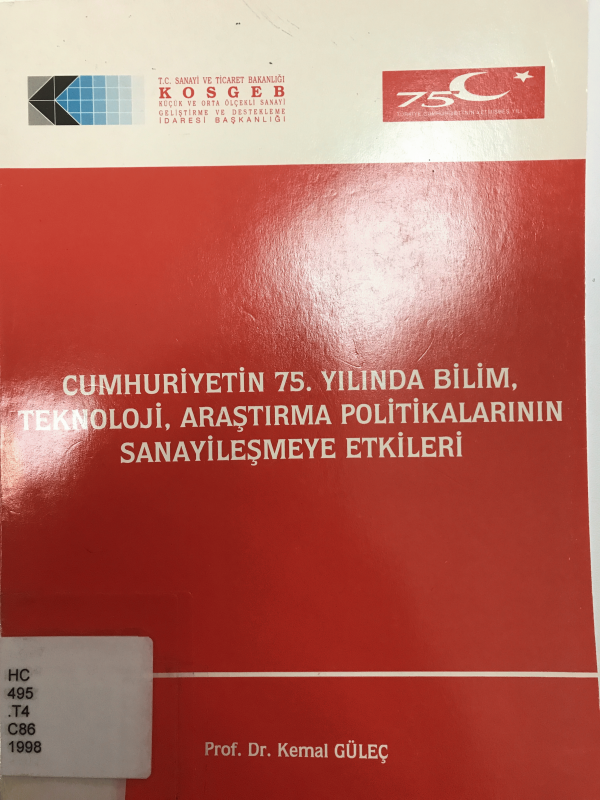 T.C. SANAYİ VE TİCARET BAKANLIĞI
KOSGEB
KÜÇÜK VE ORTA ÖLÇEKLİ SANAYİ
GELİŞTİRME VE DESTEKLEME
İDARESİ BAŞKANLIĞI
75
CUMHURİYETİN 75. YILINDA BİLİM,
TEKNOLOJİ, ARAŞTIRMA POLİTİKALARININ
SANAYİLEŞMEYE ETKİLERİ
HC
495
.T4
C86
1998
Prof. Dr. Kemal GÜLEÇ